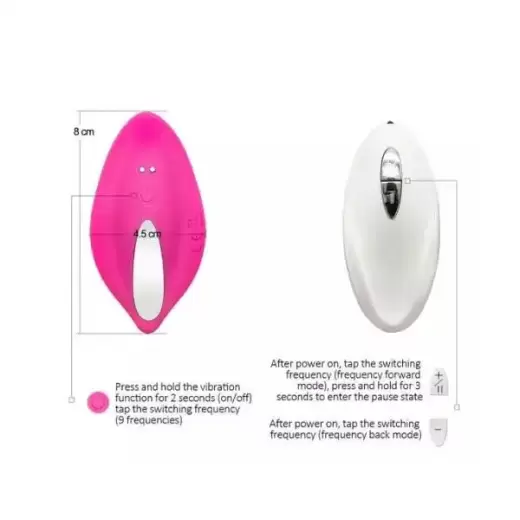 8 cm
4.5 cm
Press and hold the vibration
function for 2 seconds (on/off)
tap the switching frequency
(9 frequencies)
After power on, tap the switching
frequency (frequency forward
mode), press and hold for 3
seconds to enter the pause state
+/II
After power on, tap the switching
frequency (frequency back mode)
-